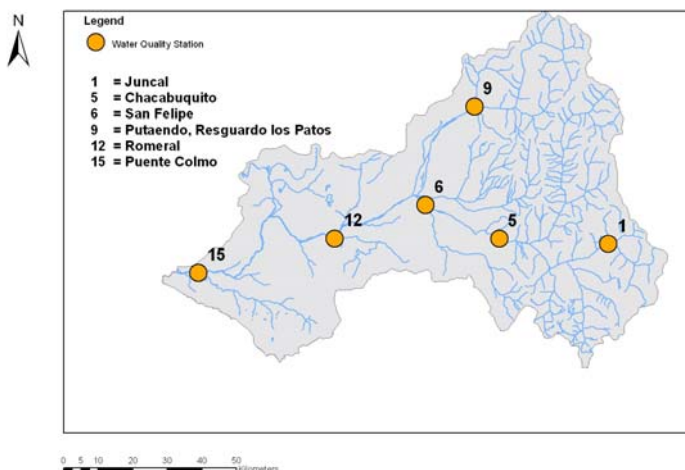 N
Legend
Water Quality Station
1 = Juncal
5 = Chacabuquito
6 = San Felipe
9 = Putaendo, Resguardo los Patos
12 = Romeral
15 = Puente Colmo
9
6
12
5
1
15
0 5 10 20 30 40 50
Kilometers